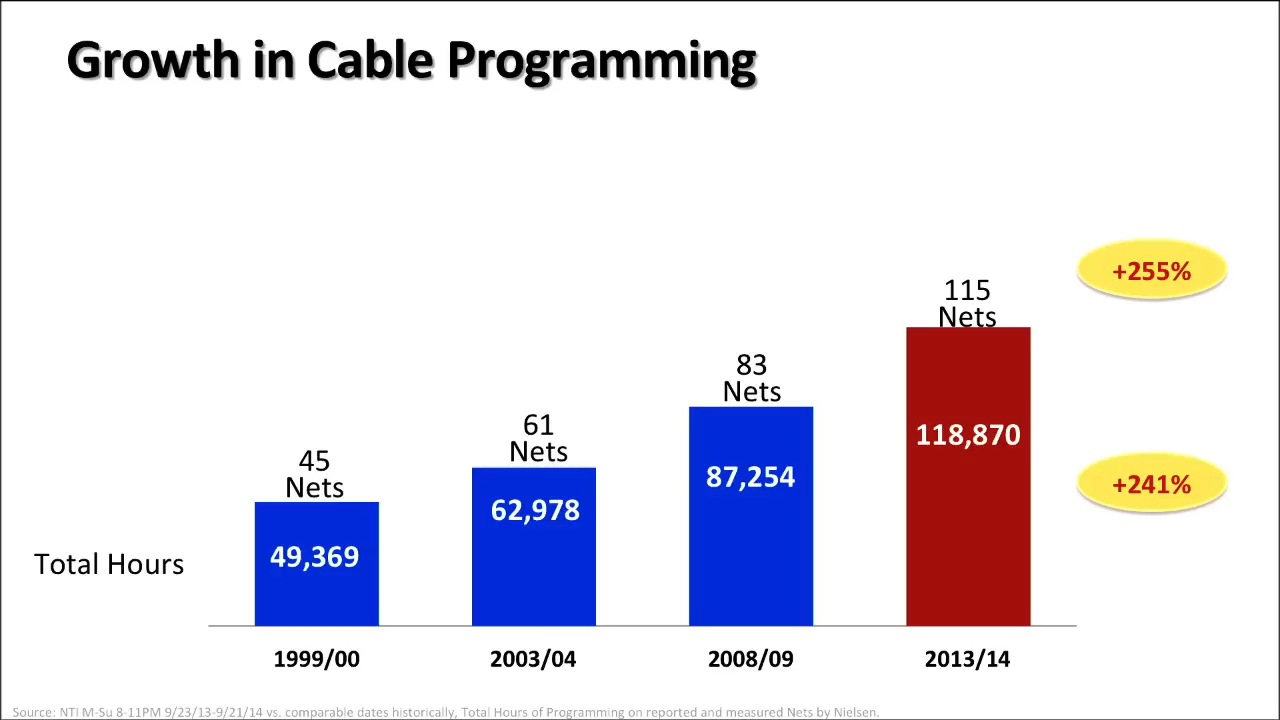 Growth in Cable Programming
+255%
115
Nets
83
Nets
61
Nets
45
Nets
118,870
87,254
62,978
49,369
+241%
Total Hours
1999/00
2003/04
2008/09
2013/14
Source: NTI M-Su 8-11PM 9/23/13-9/21/14 vs. comparable dates historically, Total Hours of Programming on reported and measured Nets by Nielsen.